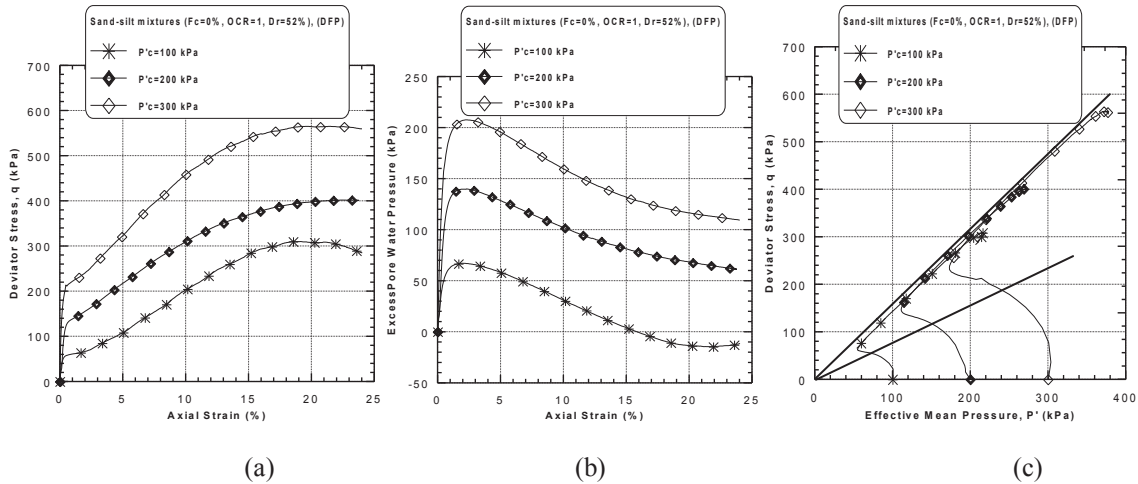 Sand-silt mixtures (Fc=0%, OCR=1, Dr=52%), (DFP)
P'c=100 kPa
P'c=200 kPa
P'c=300 kPa
700
600
500
400
300
200
100
0
Deviator Stress, q (kPa)
0 5 10 15 20 25
Axial Strain (%)
(a)
Sand-silt mixtures (Fc=0%, OCR=1, Dr=52%), (DFP)
P'c=100 kPa
P'c=200 kPa
P'c=300 kPa
250
200
150
100
50
0
-50
ExcessPore Water Pressure (kPa)
0 5 10 15 20 25
Axial Strain (%)
(b)
Sand-silt mixtures (Fc=0%, OCR=1, Dr=52%), (DFP)
P'c=100 kPa
P'c=200 kPa
P'c=300 kPa
700
600
500
400
300
200
100
0
Deviator Stress, q (kPa)
0 100 200 300 400
Effective Mean Pressure, P' (kPa)
(c)